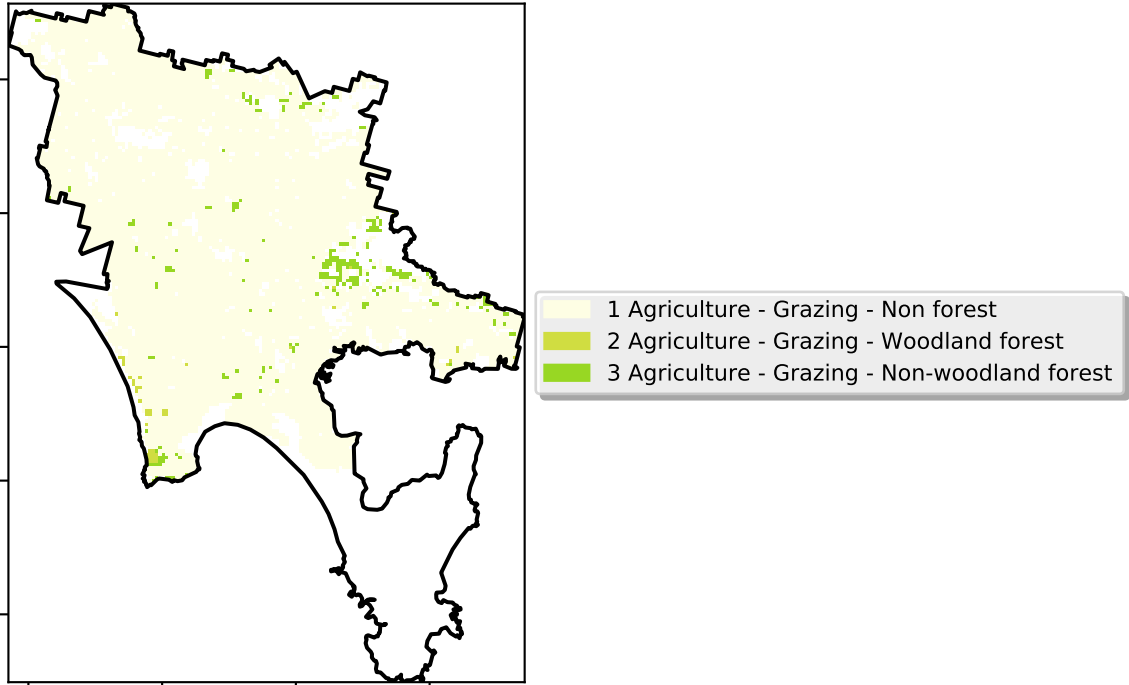 1 Agriculture - Grazing - Non forest
2 Agriculture - Grazing - Woodland forest
3 Agriculture - Grazing - Non-woodland forest